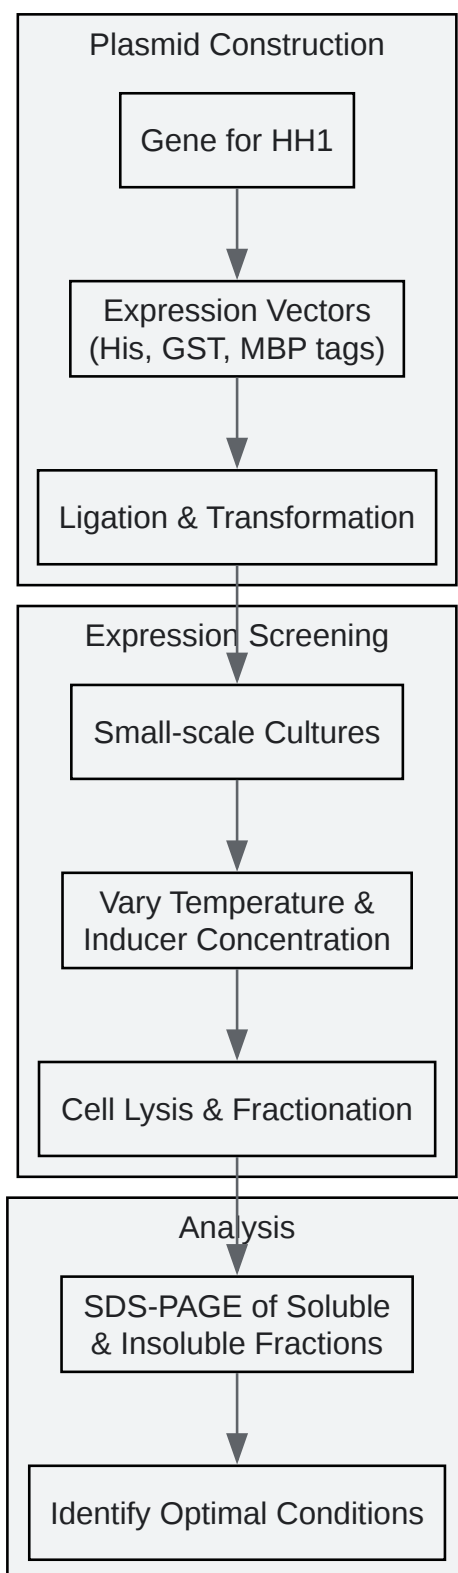 Plasmid Construction
Gene for HH1
Expression Vectors
(His, GST, MBP tags)
Ligation & Transformation
Expression Screening
Small-scale Cultures
Vary Temperature &
Inducer Concentration
Cell Lysis & Fractionation
Analysis
SDS-PAGE of Soluble
& Insoluble Fractions
Identify Optimal Conditions